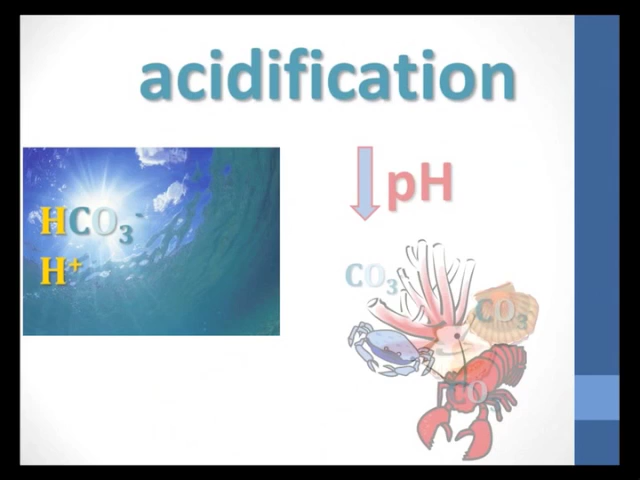 acidification
pH
HCO₃⁻
H⁺
CO₃
CO₃
CO